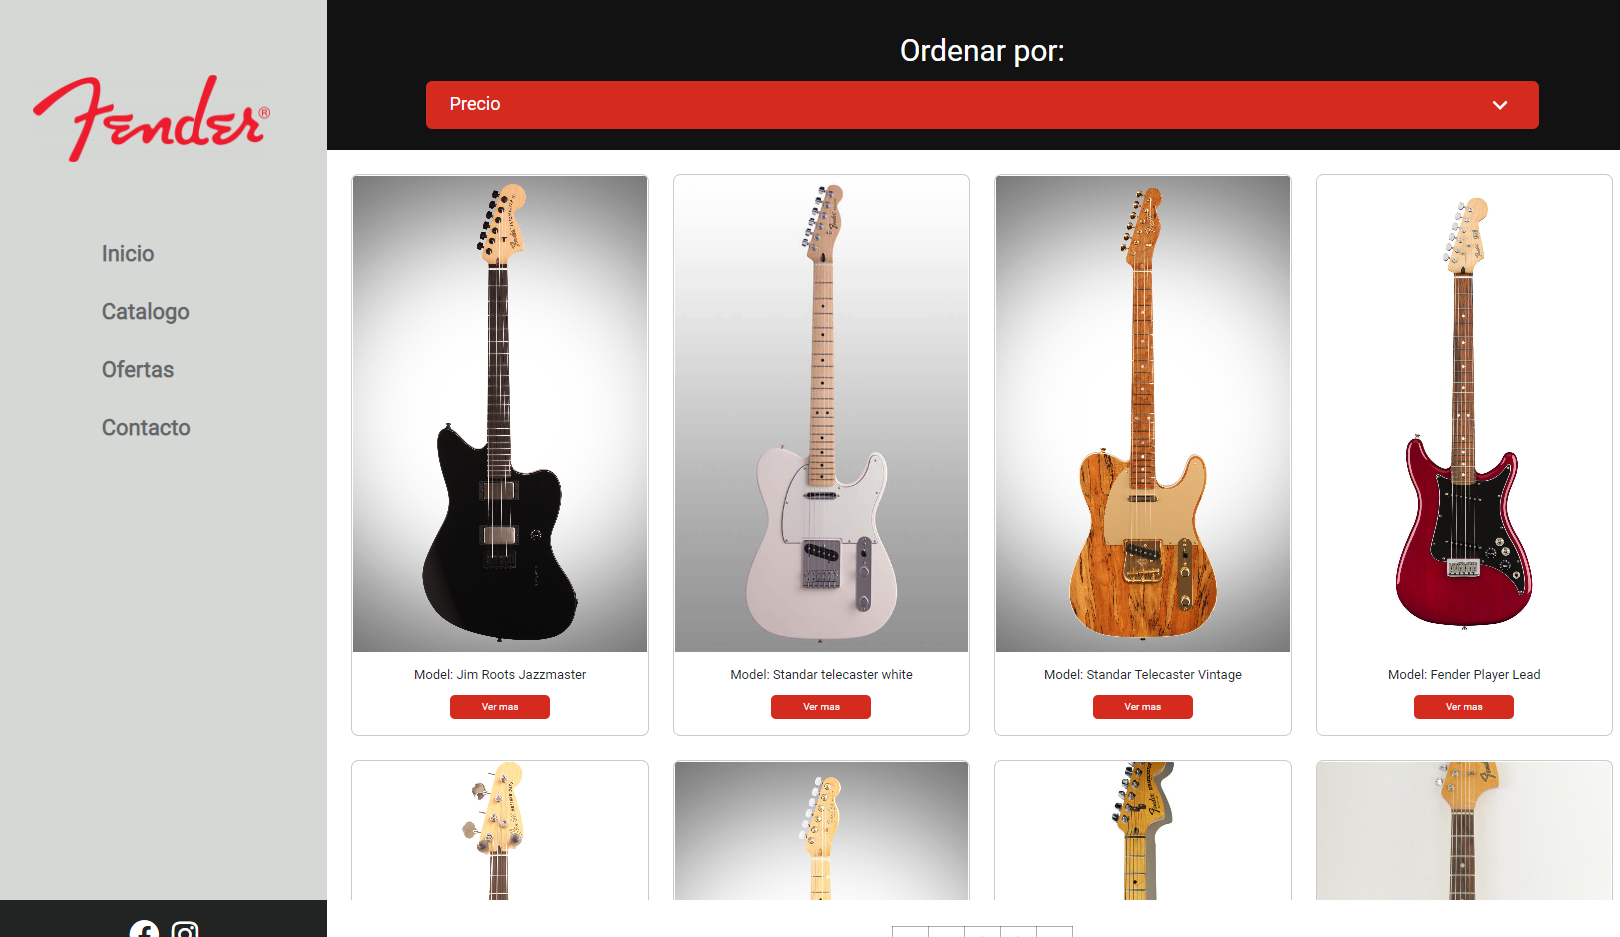 Fender®
Inicio
Catalogo
Ofertas
Contacto
Ordenar por:
Precio
Model: Jim Roots Jazzmaster
Ver mas
Model: Standar telecaster white
Ver mas
Model: Standar Telecaster Vintage
Ver mas
Model: Fender Player Lead
Ver mas